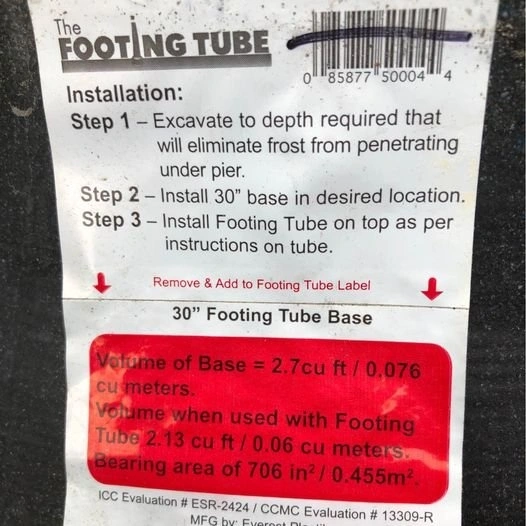 The
FOOTING TUBE
0 85877 50004 4
Installation:
Step 1 – Excavate to depth required that
will eliminate frost from penetrating
under pier.
Step 2 – Install 30" base in desired location.
Step 3 – Install Footing Tube on top as per
instructions on tube.
Remove & Add to Footing Tube Label
30" Footing Tube Base
Volume of Base = 2.7cu ft / 0.076
cu meters.
Volume when used with Footing
Tube 2.13 cu ft / 0.06 cu meters.
Bearing area of 706 in² / 0.455m².
ICC Evaluation # ESR-2424 / CCMC Evaluation # 13309-R
MFG by: Everest